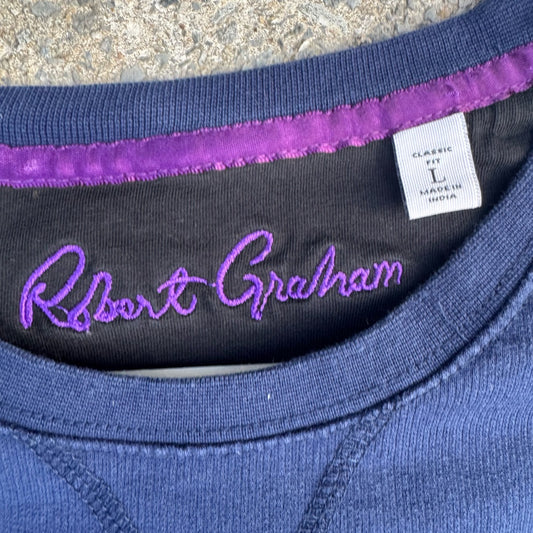 CLASSIC
FIT
L
MADE IN
INDIA
Robert Graham